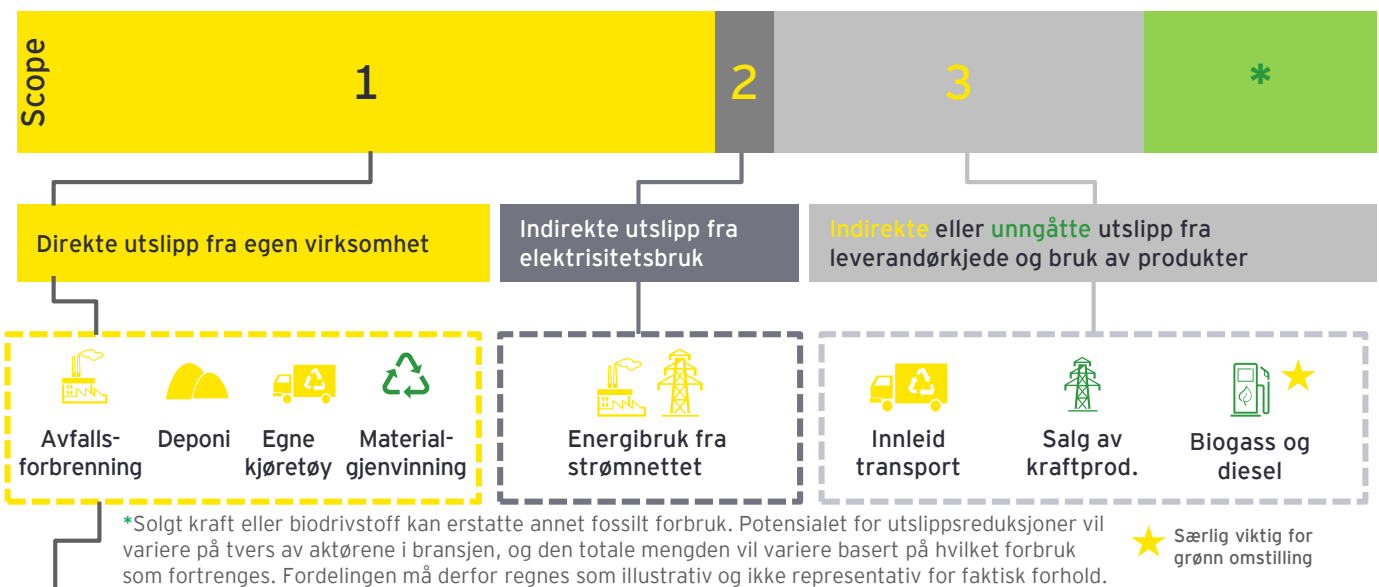 Scope
1
2
3
*
Direkte utslipp fra egen virksomhet
Indirekte utslipp fra
elektrisitetsbruk
Indirekte eller unngåtte utslipp fra
leverandørkjede og bruk av produkter
Avfalls-
forbrenning
Deponi
Egne
kjøretøy
Material-
gjenvinning
Energibruk fra
strømnettet
Innleid
transport
Salg av
kraftprod.
Biogass og
diesel
*Solgt kraft eller biodrivstoff kan erstatte annet fossilt forbruk. Potensialet for utslippsreduksjoner vil
variere på tvers av aktørene i bransjen, og den totale mengden vil variere basert på hvilket forbruk
som fortrenges. Fordelingen må derfor regnes som illustrativ og ikke representativ for faktisk forhold.
Særlig viktig for
grønn omstilling